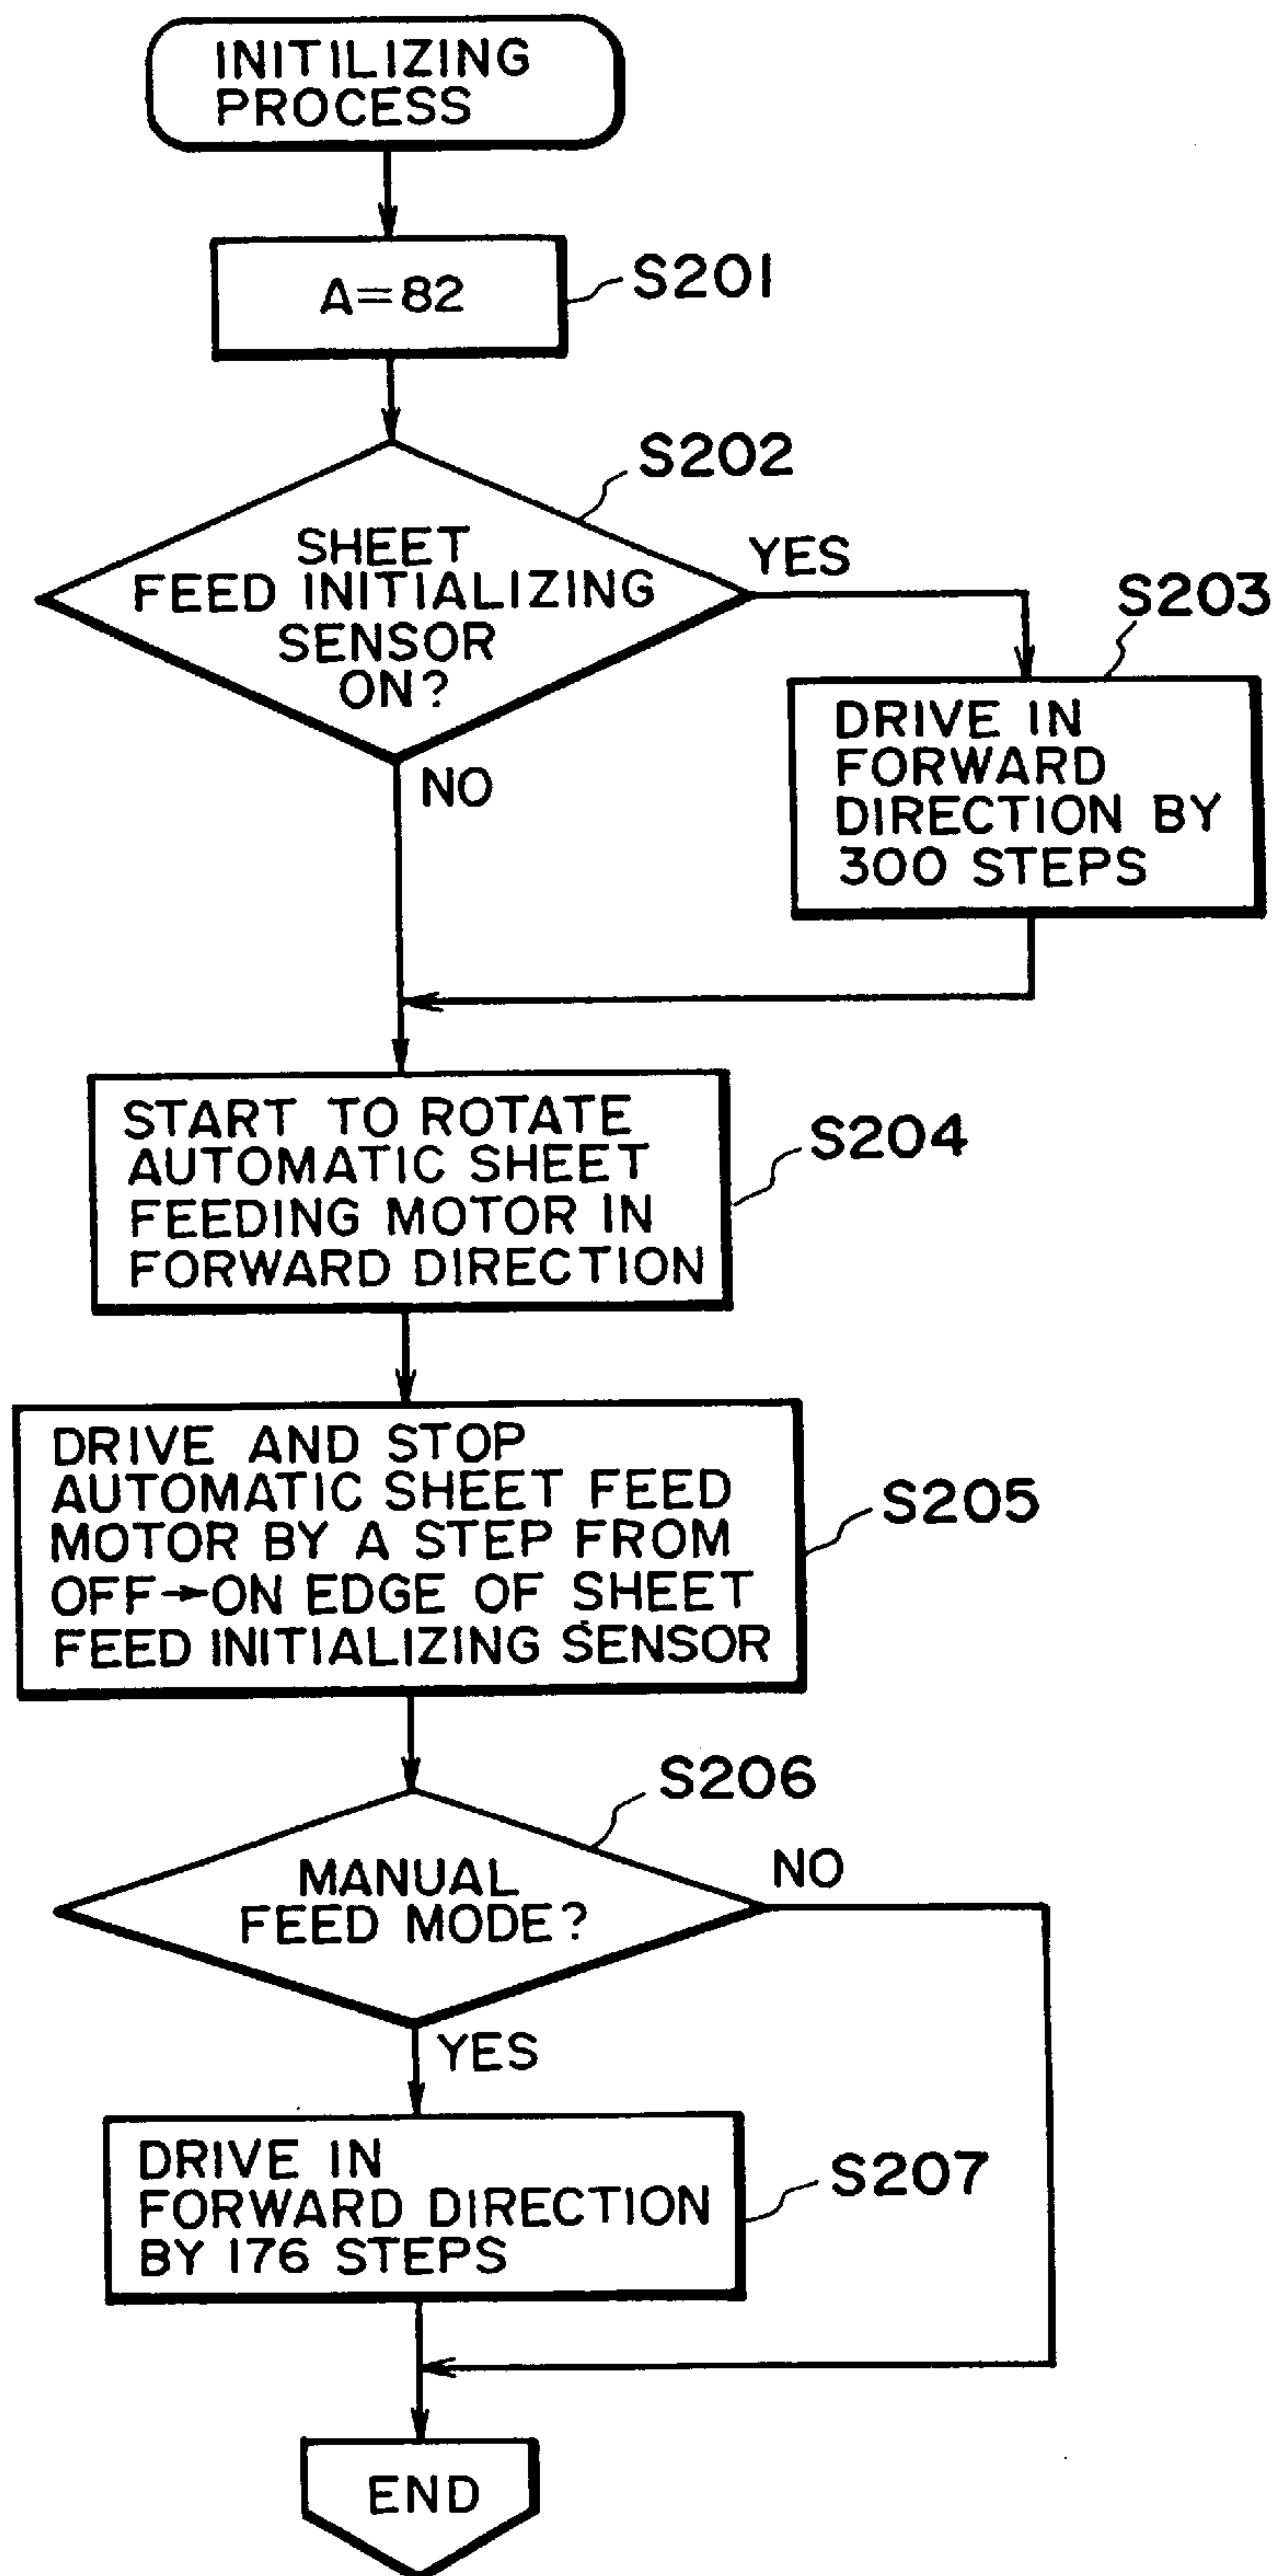 INITILIZING
PROCESS
A=82
S201
S202
SHEET
FEED INITIALIZING
SENSOR
ON?
YES
NO
S203
DRIVE IN
FORWARD
DIRECTION BY
300 STEPS
START TO ROTATE
AUTOMATIC SHEET
FEEDING MOTOR IN
FORWARD DIRECTION
S204
DRIVE AND STOP
AUTOMATIC SHEET FEED
MOTOR BY A STEP FROM
OFF→ON EDGE OF SHEET
FEED INITIALIZING SENSOR
S205
S206
MANUAL
FEED MODE?
NO
YES
DRIVE IN
FORWARD DIRECTION
BY 176 STEPS
S207
END